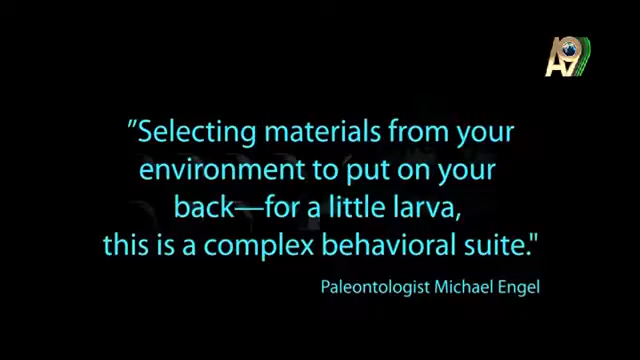 A9
"Selecting materials from your
environment to put on your
back—for a little larva,
this is a complex behavioral suite."
Paleontologist Michael Engel